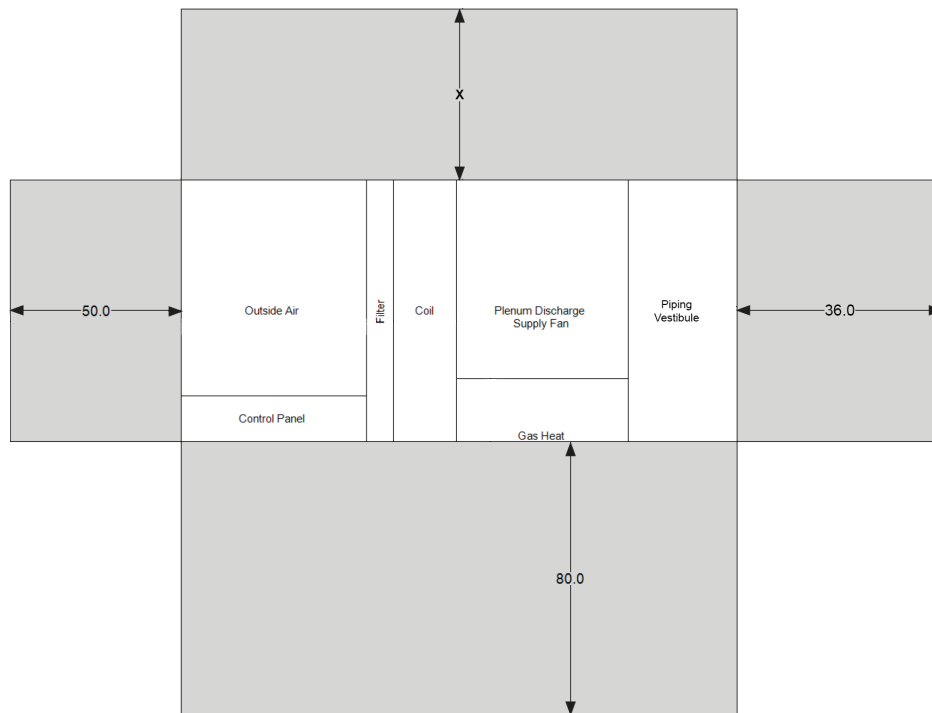 X
50.0
Outside Air
Filter
Coil
Plenum Discharge
Supply Fan
Piping
Vestibule
36.0
Control Panel
Gas Heat
80.0